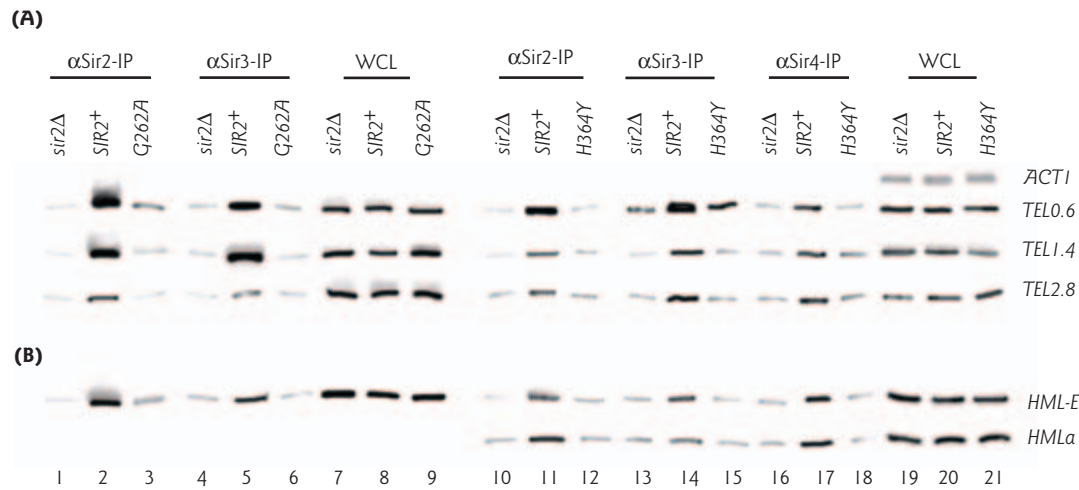 (A)
αSir2-IP αSir3-IP WCL αSir2-IP αSir3-IP αSir4-IP WCL
sir2Δ SIR2⁺ G262A sir2Δ SIR2⁺ G262A sir2Δ SIR2⁺ G262A sir2Δ SIR2⁺ H364Y sir2Δ SIR2⁺ H364Y sir2Δ SIR2⁺ H364Y sir2Δ SIR2⁺ H364Y
ACT1
TEL0.6
TEL1.4
TEL2.8
(B)
HML-E
HMLa
1 2 3 4 5 6 7 8 9 10 11 12 13 14 15 16 17 18 19 20 21